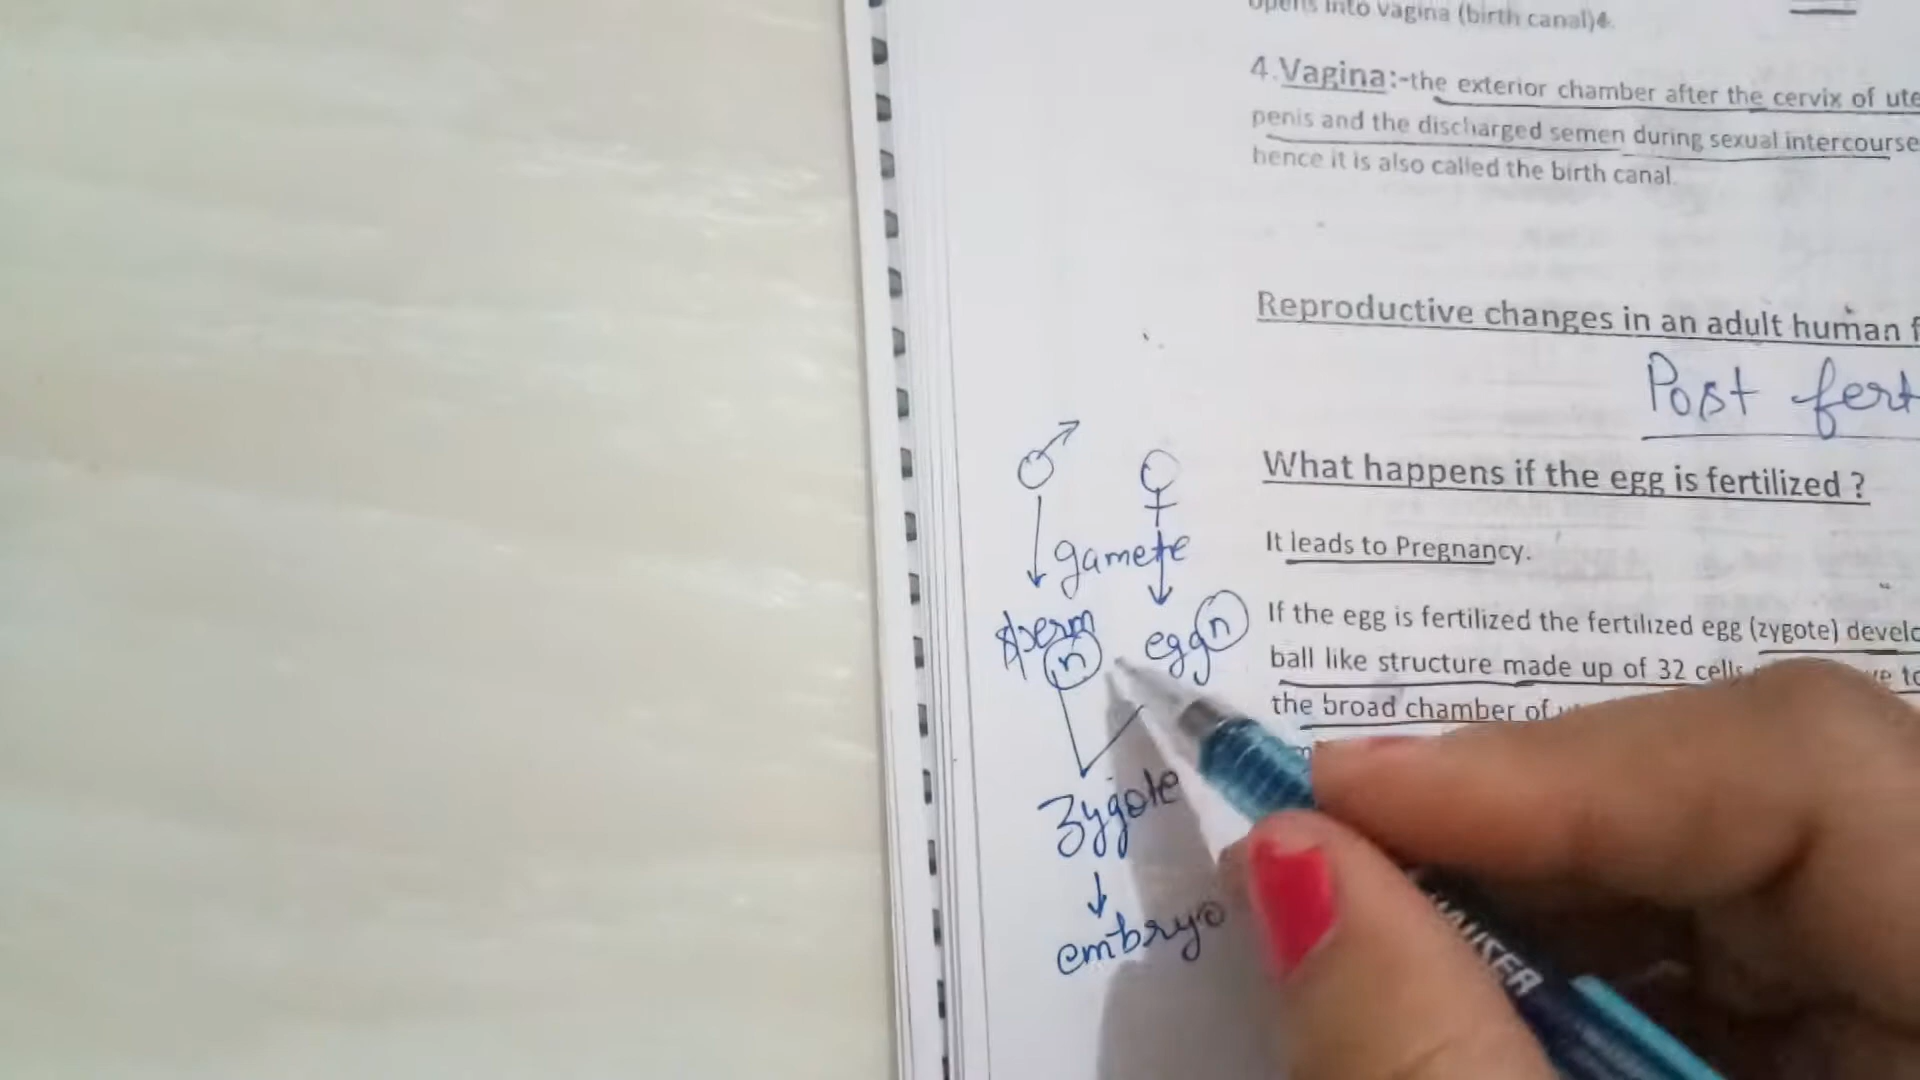 opens into vagina (birth canal)4.
4.Vagina:-the exterior chamber after the cervix of
penis and the discharged semen during sexual intercourse
hence it is also called the birth canal.
Reproductive changes in an adult human
Post
What happens if the egg is fertilized ?
It leads to Pregnancy.
If the egg is fertilized the fertilized egg (zygote)
ball like structure made up of 32 cells
the broad chamber of
♂ ♀
gamete
sperm egg n
n
Zygote
embryo
HAUSER